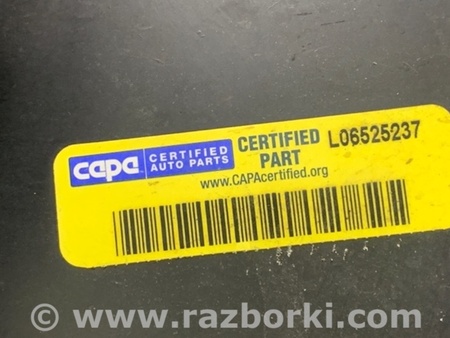 capa CERTIFIED AUTO PARTS
CERTIFIED PART L06525237
www.CAPAcertified.org
© www.razborki.com